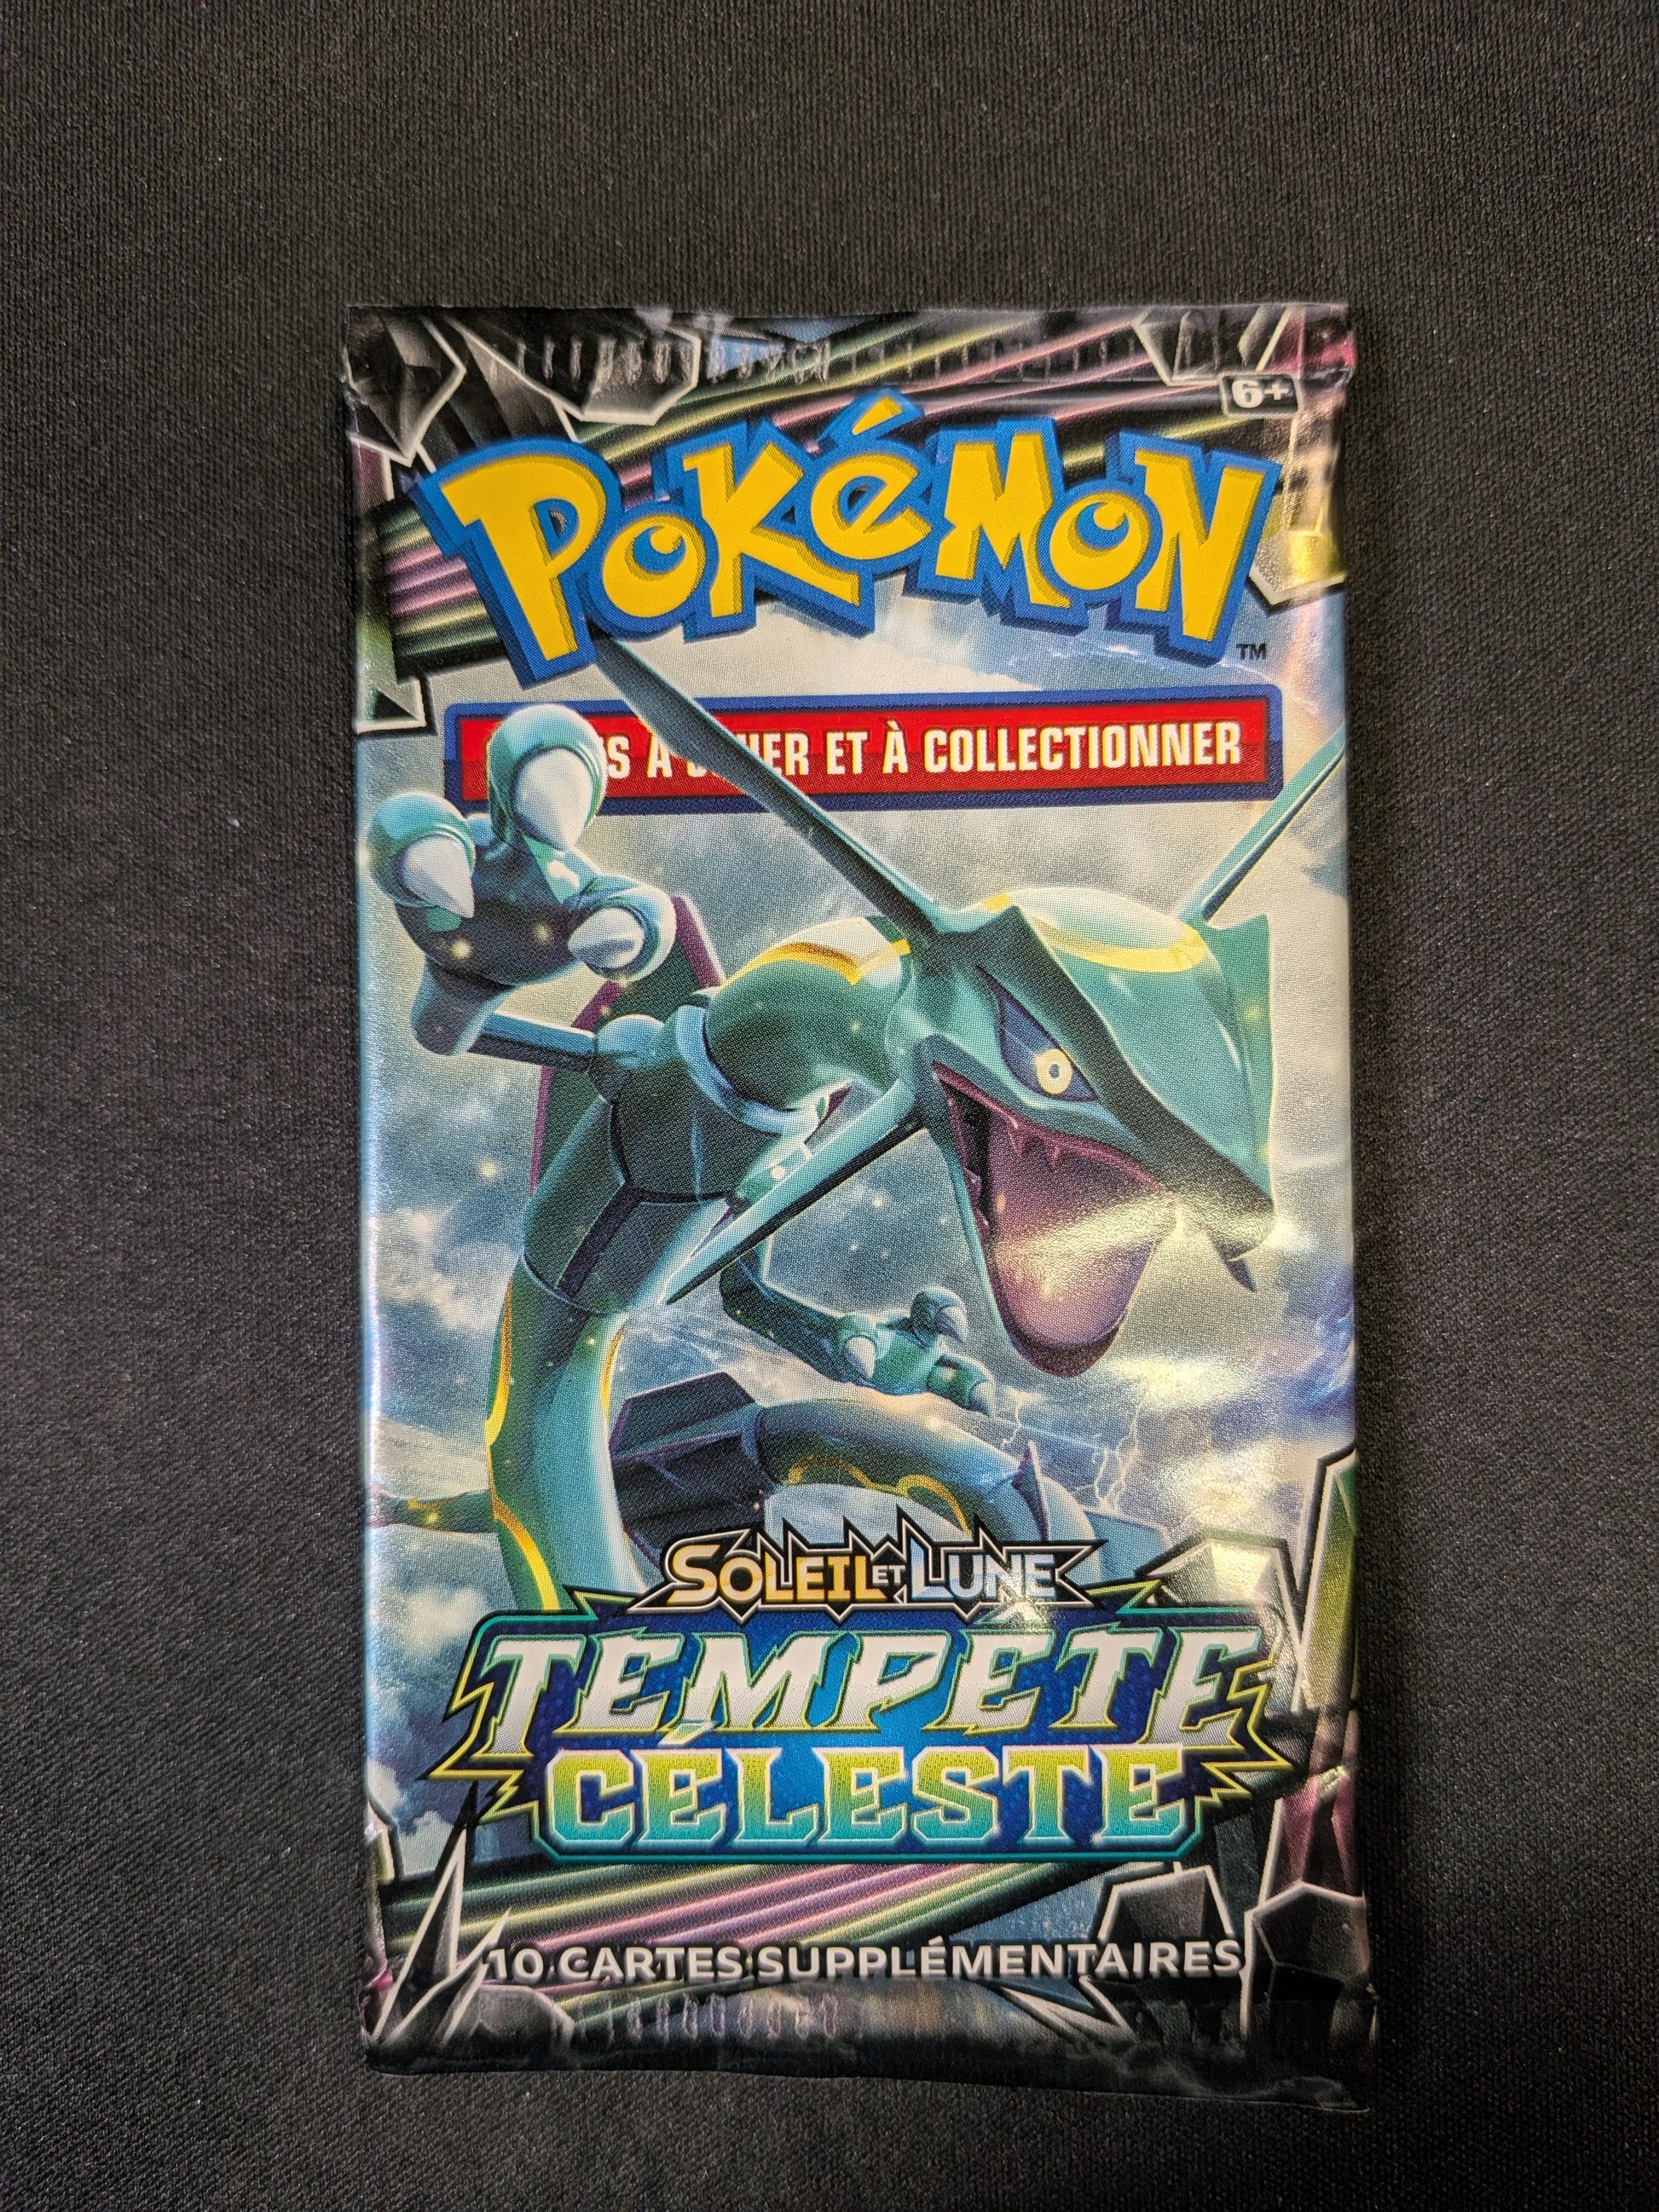 6+
POKéMON
TM
À ET À COLLECTIONNER
SOLEIL ET LUNE
TEMPÊTE
CÉLESTE
10 CARTES SUPPLÉMENTAIRES